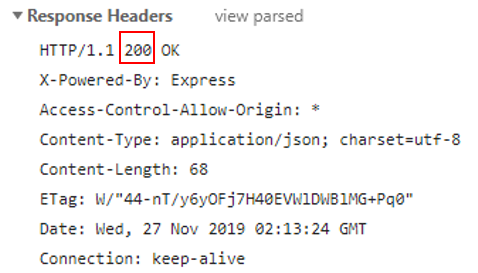 ▼ Response Headers view parsed
HTTP/1.1 200 OK
X-Powered-By: Express
Access-Control-Allow-Origin: *
Content-Type: application/json; charset=utf-8
Content-Length: 68
ETag: W/"44-nT/y6yOFj7H40EVWlDWBlMG+Pq0"
Date: Wed, 27 Nov 2019 02:13:24 GMT
Connection: keep-alive